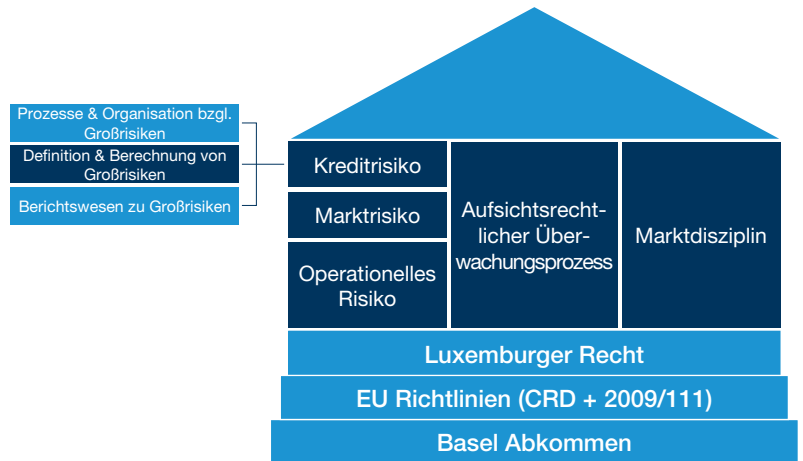 Prozesse & Organisation bzgl.
Großrisiken
Definition & Berechnung von
Großrisiken
Berichtswesen zu Großrisiken
Kreditrisiko
Marktrisiko
Operationelles
Risiko
Aufsichtsrecht-
licher Über-
wachungsprozess
Marktdisziplin
Luxemburger Recht
EU Richtlinien (CRD + 2009/111)
Basel Abkommen